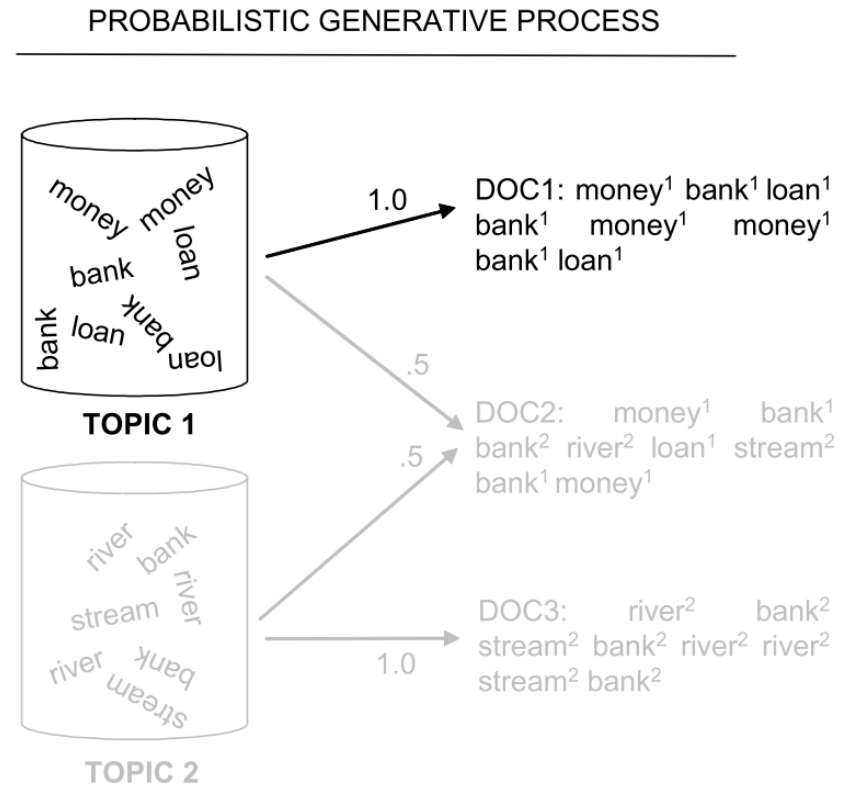 PROBABILISTIC GENERATIVE PROCESS
money
money
loan
bank
bank
loan
bank
loan
TOPIC 1
1.0
DOC1: money¹ bank¹ loan¹
bank¹ money¹ money¹
bank¹ loan¹
.5
.5
DOC2: money¹ bank¹
bank² river² loan¹ stream²
bank¹ money¹
river
bank
river
stream
river
bank
stream
TOPIC 2
1.0
DOC3: river² bank²
stream² bank² river² river²
stream² bank²